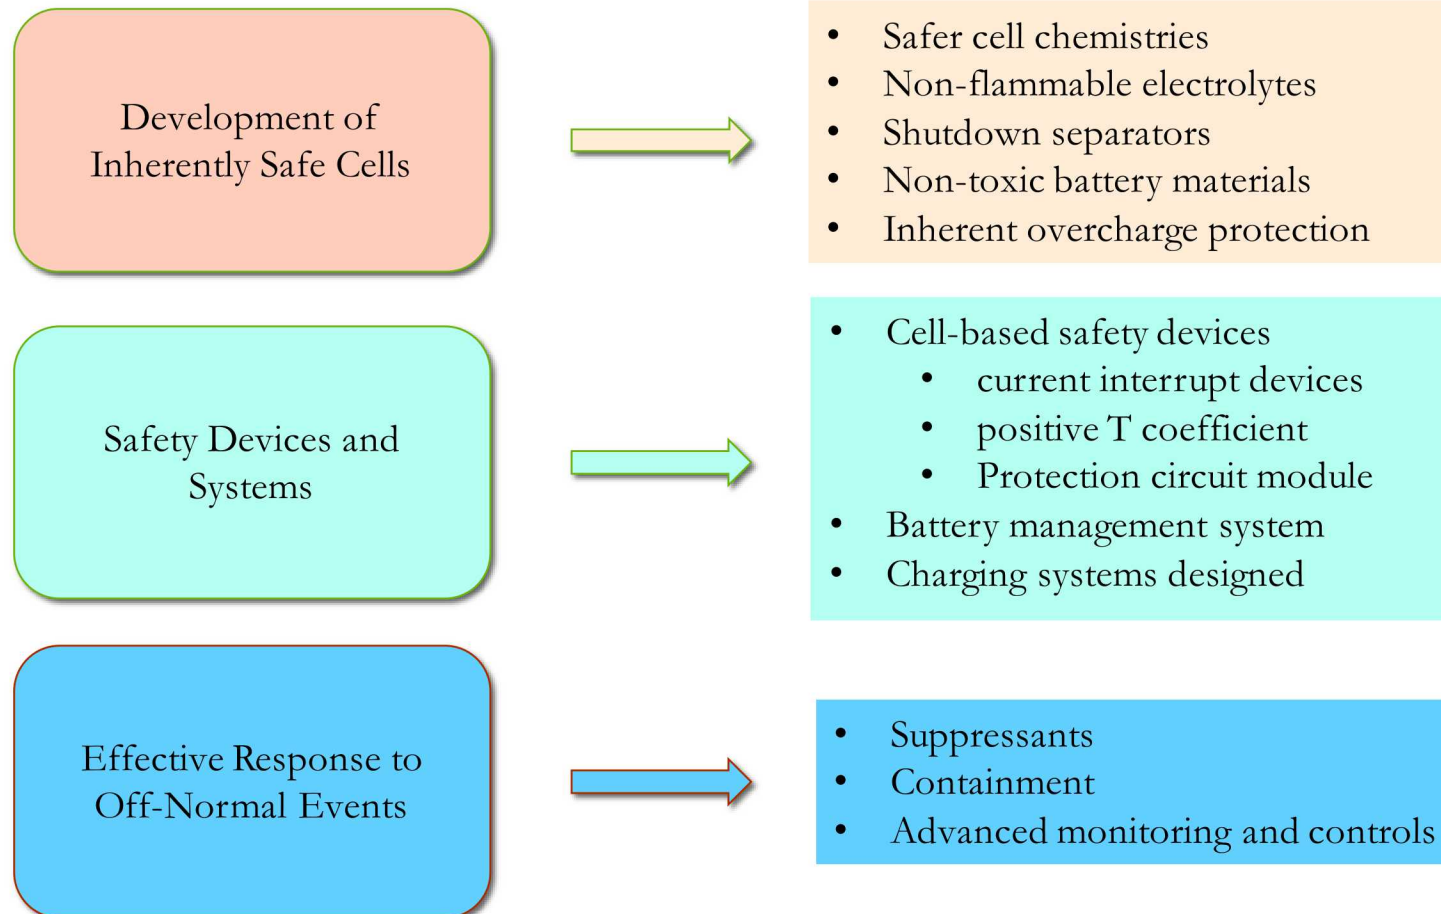 Development of
Inherently Safe Cells
• Safer cell chemistries
• Non-flammable electrolytes
• Shutdown separators
• Non-toxic battery materials
• Inherent overcharge protection
Safety Devices and
Systems
• Cell-based safety devices
• current interrupt devices
• positive T coefficient
• Protection circuit module
• Battery management system
• Charging systems designed
Effective Response to
Off-Normal Events
• Suppressants
• Containment
• Advanced monitoring and controls